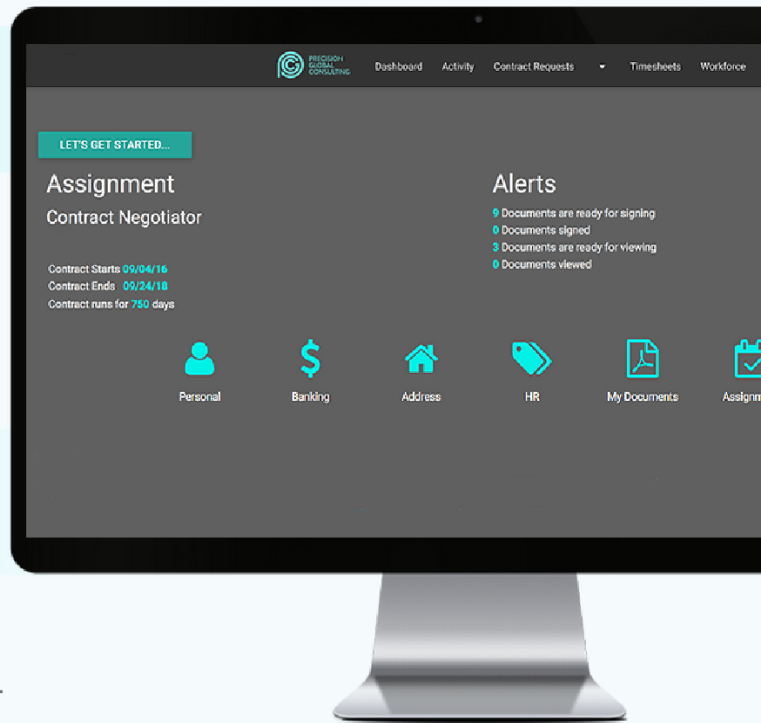 PRECISION
GLOBAL
CONSULTING
Dashboard Activity Contract Requests Timesheets Workforce
LET'S GET STARTED...
Assignment
Contract Negotiator
Contract Starts 09/04/16
Contract Ends 09/24/18
Contract runs for 750 days
Alerts
9 Documents are ready for signing
0 Documents signed
3 Documents are ready for viewing
0 Documents viewed
Personal Banking Address HR My Documents Assignm